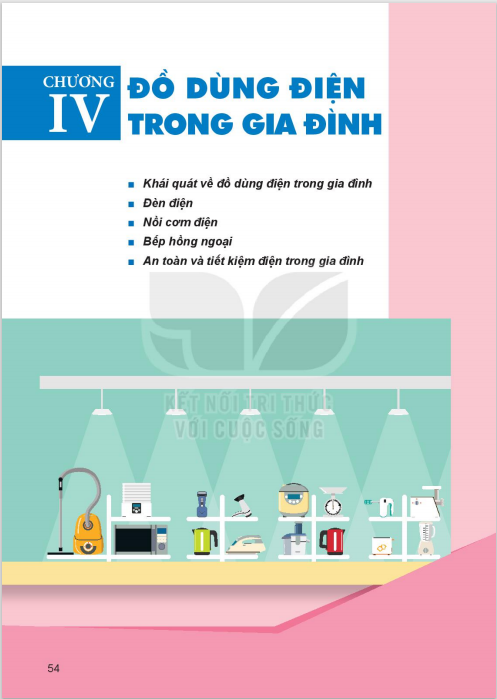 CHƯƠNG
IV
ĐỒ DÙNG ĐIỆN
TRONG GIA ĐÌNH
Khái quát về đồ dùng điện trong gia đình
Đèn điện
Nồi cơm điện
Bếp hồng ngoại
An toàn và tiết kiệm điện trong gia đình
KẾT NỐI TRI THỨC
VỚI CUỘC SỐNG
54